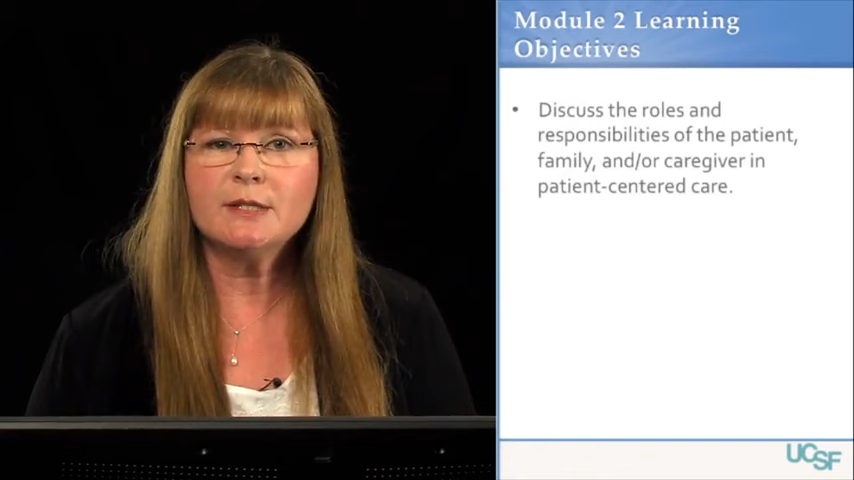 Module 2 Learning
Objectives
• Discuss the roles and
responsibilities of the patient,
family, and/or caregiver in
patient-centered care.
UCSF